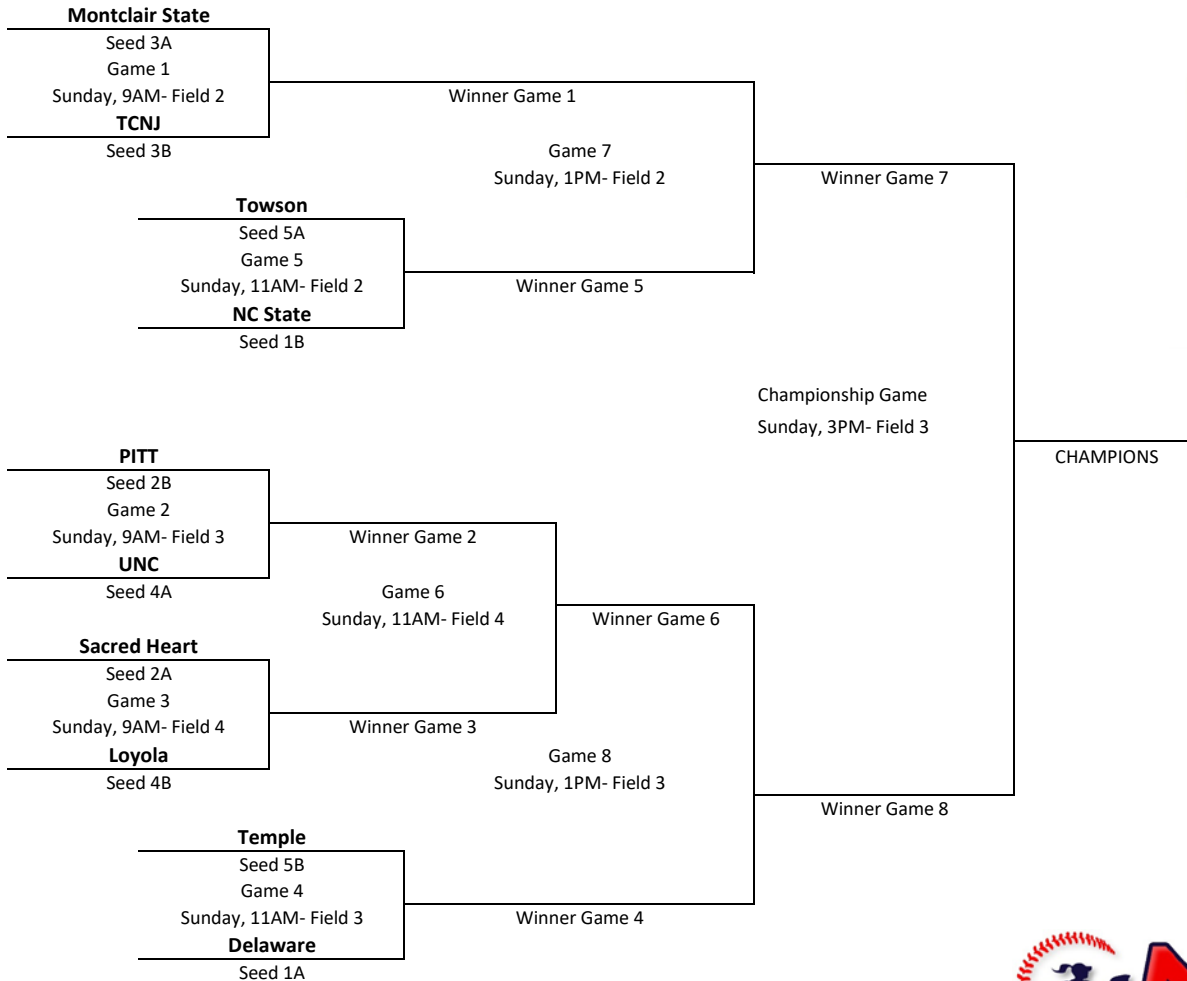 Montclair State
Seed 3A
Game 1
Sunday, 9AM- Field 2
Winner Game 1
TCNJ
Seed 3B
Game 7
Sunday, 1PM- Field 2
Winner Game 7
Towson
Seed 5A
Game 5
Sunday, 11AM- Field 2
Winner Game 5
NC State
Seed 1B
Championship Game
Sunday, 3PM- Field 3
CHAMPIONS
PITT
Seed 2B
Game 2
Sunday, 9AM- Field 3
Winner Game 2
UNC
Seed 4A
Game 6
Sunday, 11AM- Field 4
Winner Game 6
Sacred Heart
Seed 2A
Game 3
Sunday, 9AM- Field 4
Winner Game 3
Loyola
Seed 4B
Game 8
Sunday, 1PM- Field 3
Winner Game 8
Temple
Seed 5B
Game 4
Sunday, 11AM- Field 3
Winner Game 4
Delaware
Seed 1A